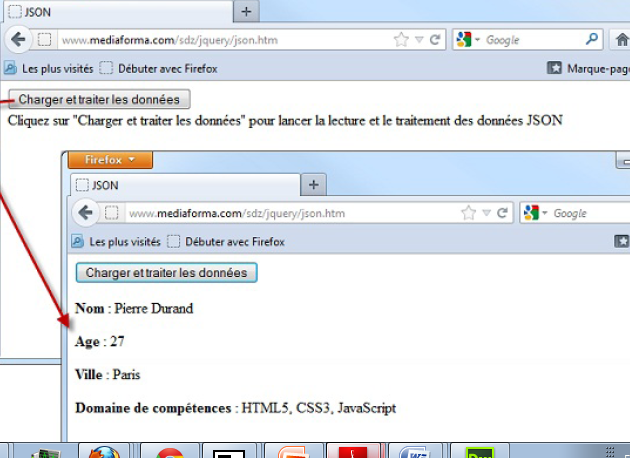 JSON
www.mediaforma.com/sdz/jquery/json.htm
Google
Les plus visités Débuter avec Firefox
Marque-page
Charger et traiter les données
Cliquez sur "Charger et traiter les données" pour lancer la lecture et le traitement des données JSON
Firefox
JSON
www.mediaforma.com/sdz/jquery/json.htm
Google
Les plus visités Débuter avec Firefox
Charger et traiter les données
Nom : Pierre Durand
Age : 27
Ville : Paris
Domaine de compétences : HTML5, CSS3, JavaScript